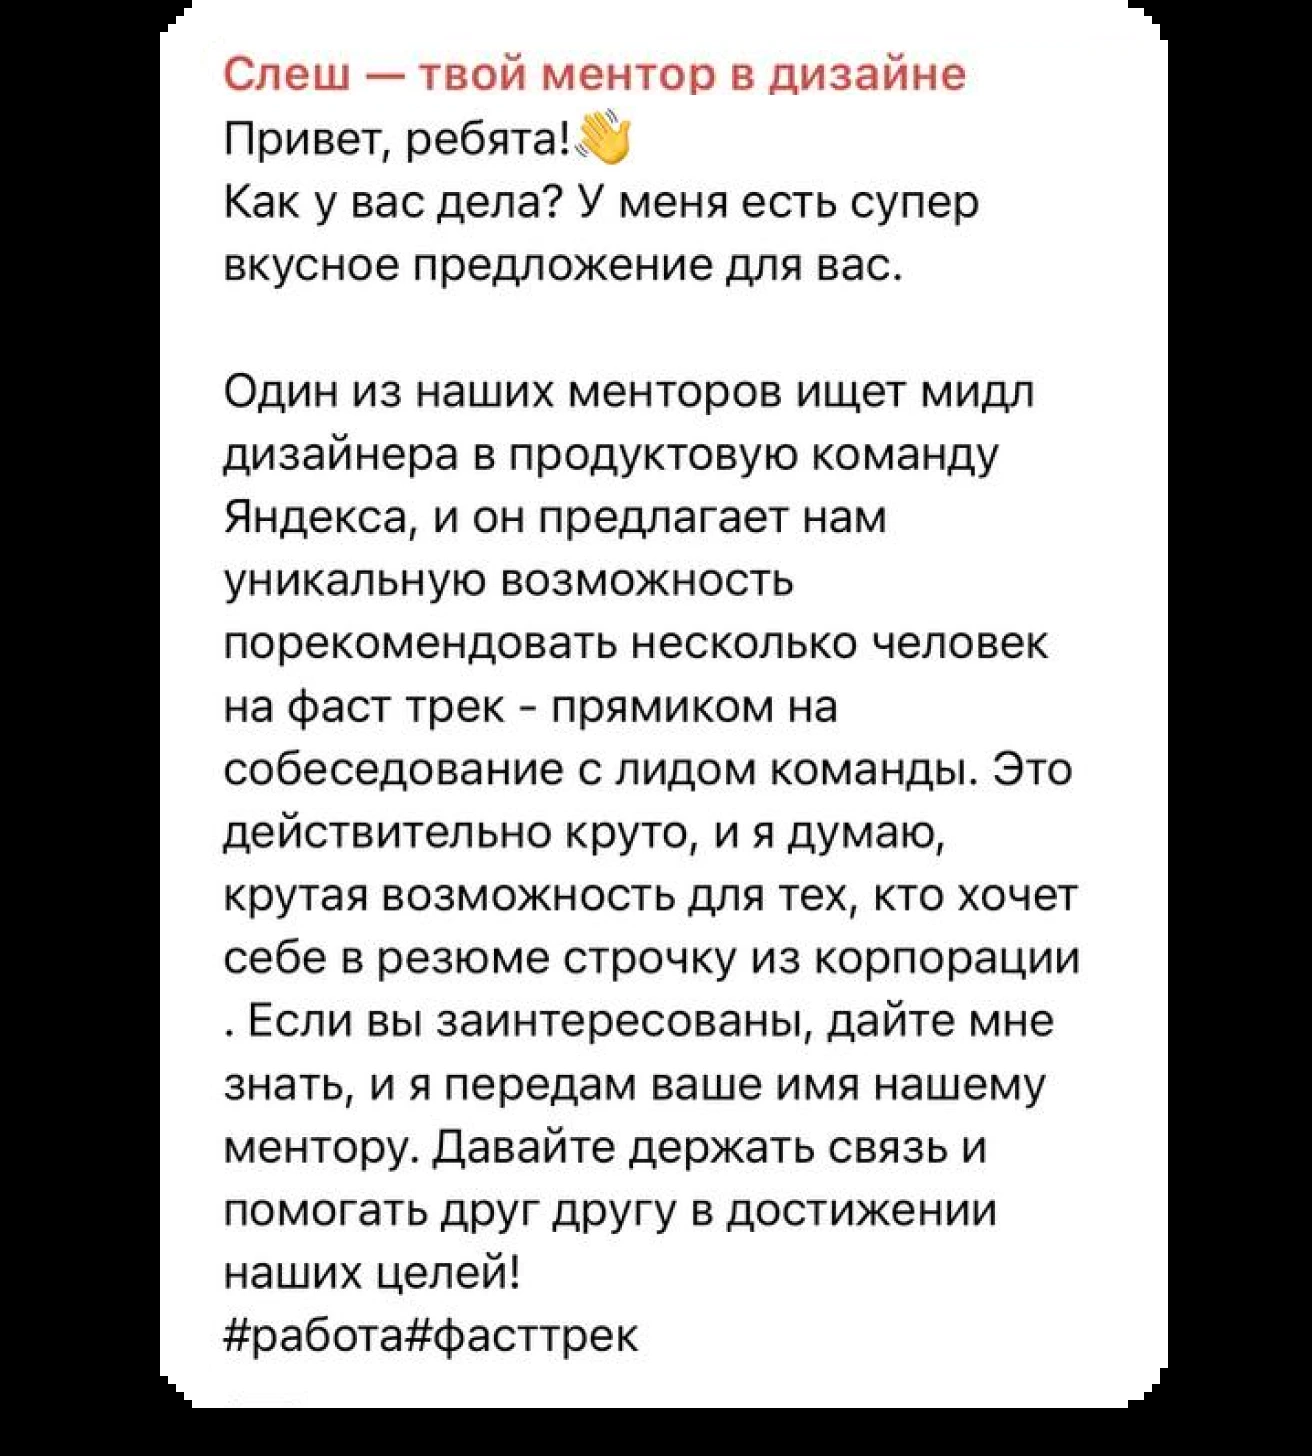 Слеш — твой ментор в дизайне
Привет, ребята!👋
Как у вас дела? У меня есть супер
вкусное предложение для вас.
Один из наших менторов ищет мидл
дизайнера в продуктовую команду
Яндекса, и он предлагает нам
уникальную возможность
порекомендовать несколько человек
на фаст трек - прямиком на
собеседование с лидом команды. Это
действительно круто, и я думаю,
крутая возможность для тех, кто хочет
себе в резюме строчку из корпорации
. Если вы заинтересованы, дайте мне
знать, и я передам ваше имя нашему
ментору. Давайте держать связь и
помогать друг другу в достижении
наших целей!
#работа#фасттрек